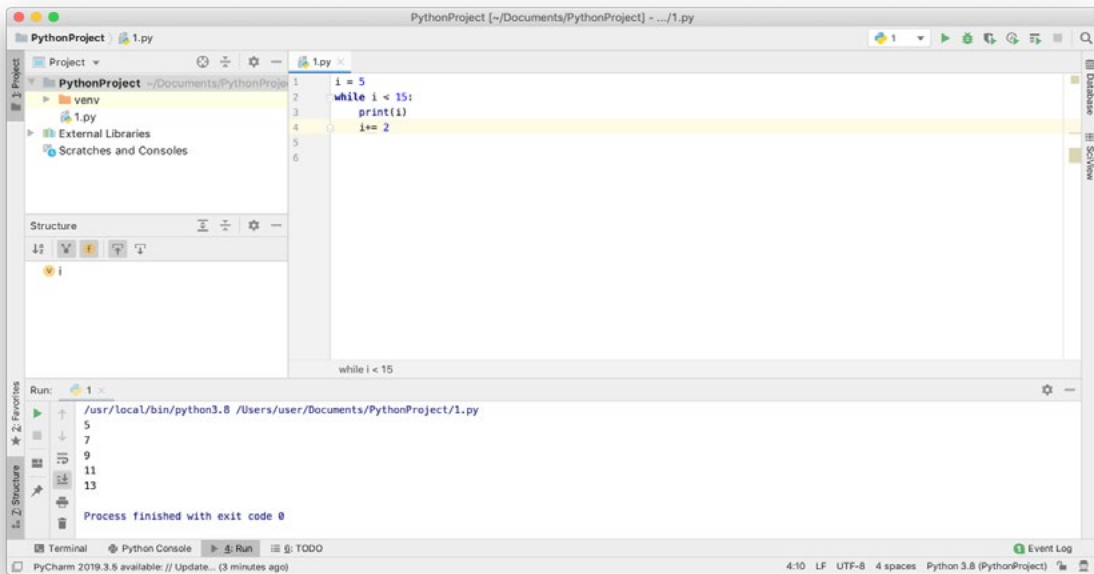 PythonProject [~/Documents/PythonProject] - .../1.py
PythonProject 1.py 1
Project 1.py
1: Project
PythonProject ~/Documents/PythonProje
venv
1.py
External Libraries
Scratches and Consoles
1 i = 5
2 while i < 15:
3 print(i)
4 i+= 2
5
6
Database
SciView
Structure
i
while i < 15
2: Favorites
Z: Structure
Run: 1
/usr/local/bin/python3.8 /Users/user/Documents/PythonProject/1.py
5
7
9
11
13
Process finished with exit code 0
Terminal Python Console 4: Run 6: TODO 1 Event Log
PyCharm 2019.3.5 available: // Update... (3 minutes ago) 4:10 LF UTF-8 4 spaces Python 3.8 (PythonProject)